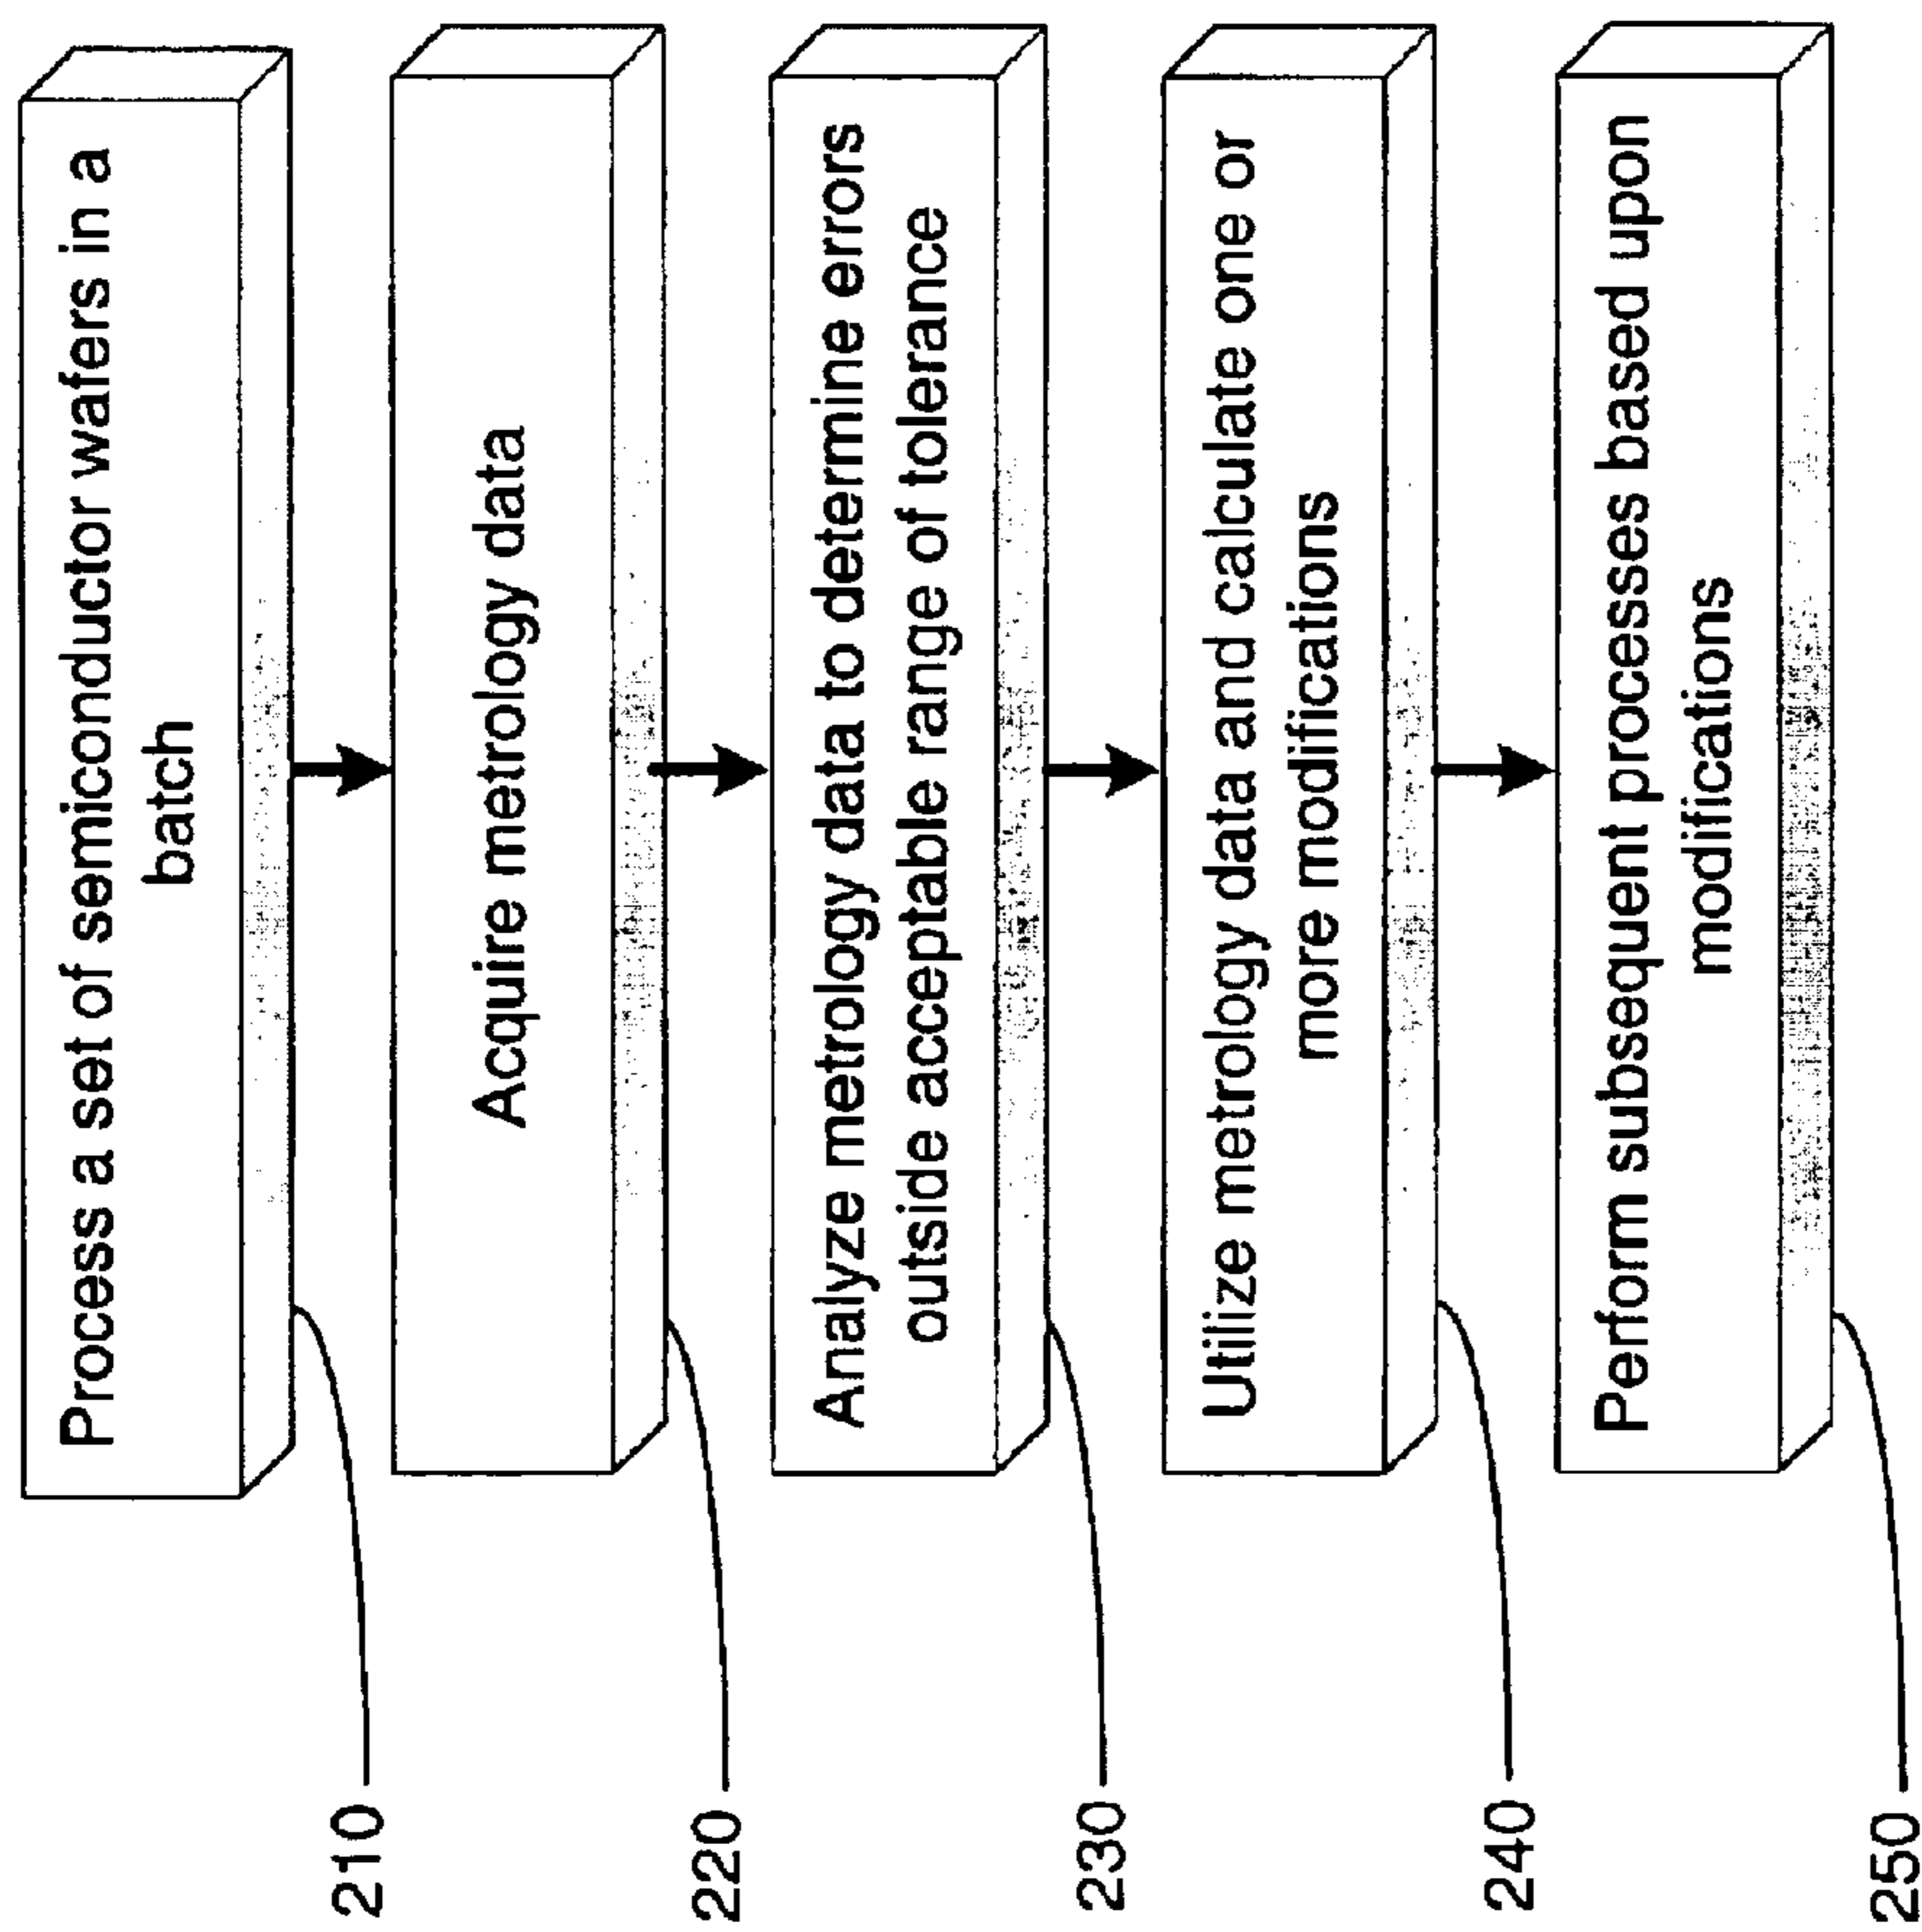 Process a set of semiconductor wafers in a
batch
210
Acquire metrology data
220
Analyze metrology data to determine errors
outside acceptable range of tolerance
230
Utilize metrology data and calculate one or
more modifications
240
Perform subsequent processes based upon
modifications
250